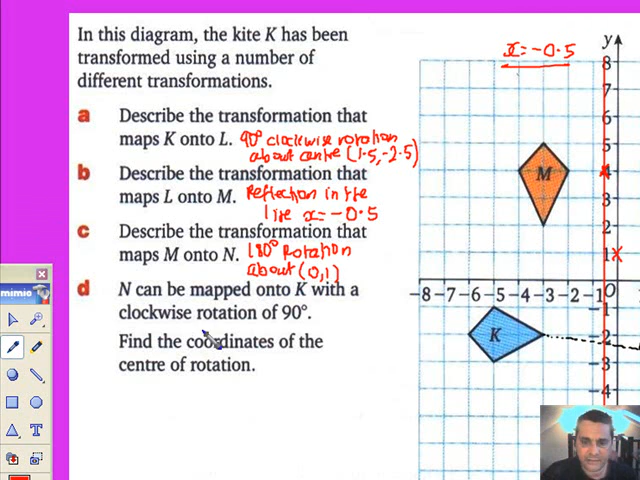 In this diagram, the kite K has been
transformed using a number of
different transformations.
a Describe the transformation that
maps K onto L. 90° clockwise rotation
about centre (1.5,-2.5)
b Describe the transformation that
maps L onto M. Reflection in the
line x=-0.5
c Describe the transformation that
maps M onto N. 180° Rotation
about (0,1)
d N can be mapped onto K with a
clockwise rotation of 90°.
Find the coordinates of the
centre of rotation.
mimio
T
x=-0.5
y
8
7
6
5
4
3
2
1
M
-8 -7 -6 -5 -4 -3 -2 -1 O
-1
-2
-3
-4
K